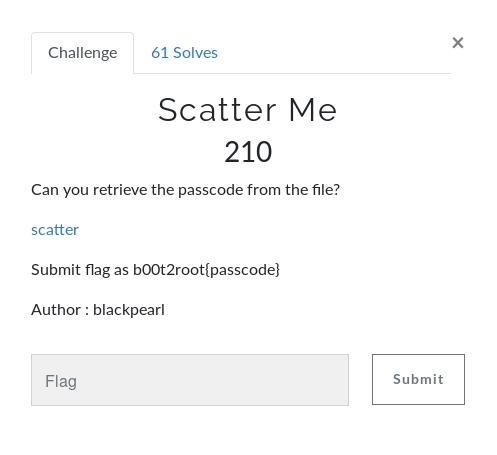 Challenge
61 Solves
×
Scatter Me
210
Can you retrieve the passcode from the file?
scatter
Submit flag as b00t2root{passcode}
Author : blackpearl
Flag
Submit